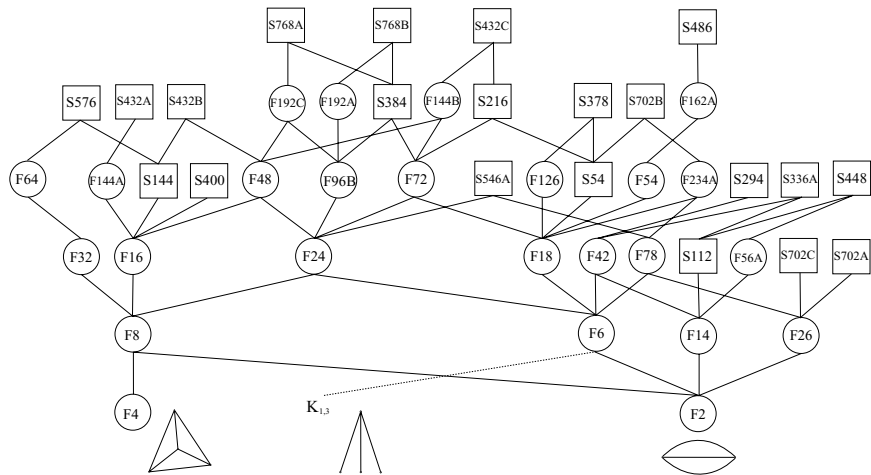 S768A S768B S432C S486
S576 S432A S432B F192C F192A S384 F144B S216 S378 S702B F162A
F64 F144A S144 S400 F48 F96B F72 S546A F126 S54 F54 F234A S294 S336A S448
F32 F16 F24 F18 F42 F78 S112 F56A S702C S702A
F8 F6 F14 F26
F4 K1,3 F2